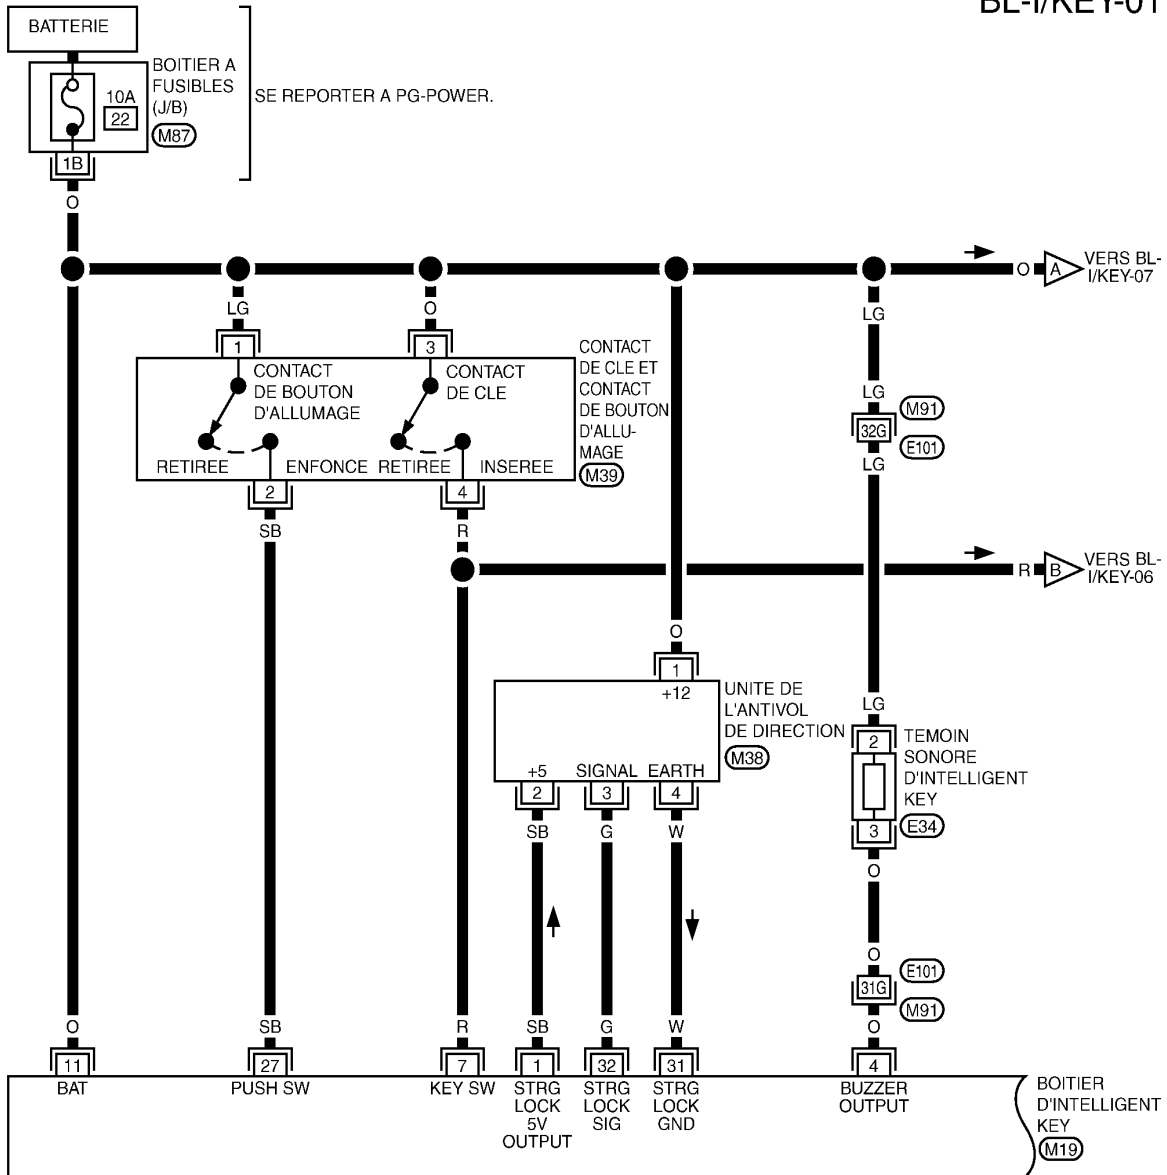 BL-I/KEY-01
BATTERIE
BOITIER A
FUSIBLES
(J/B)
M87
10A
22
1B
SE REPORTER A PG-POWER.
O
O
A
VERS BL-
I/KEY-07
LG
O
LG
1
3
CONTACT
DE BOUTON
D'ALLUMAGE
CONTACT
DE CLE
RETIREE
ENFONCE
RETIREE
INSEREE
CONTACT
DE CLE ET
CONTACT
DE BOUTON
D'ALLU-
MAGE
M39
LG
32G
M91
E101
LG
2
4
SB
R
R
B
VERS BL-
I/KEY-06
O
1
+12
+5
SIGNAL
EARTH
UNITE DE
L'ANTIVOL
DE DIRECTION
M38
2
3
4
SB
G
W
LG
2
TEMOIN
SONORE
D'INTELLIGENT
KEY
E34
3
O
O
E101
31G
M91
O
SB
R
SB
G
W
O
11
27
7
1
32
31
4
BAT
PUSH SW
KEY SW
STRG
LOCK
5V
OUTPUT
STRG
LOCK
SIG
STRG
LOCK
GND
BUZZER
OUTPUT
BOITIER
D'INTELLIGENT
KEY
M19